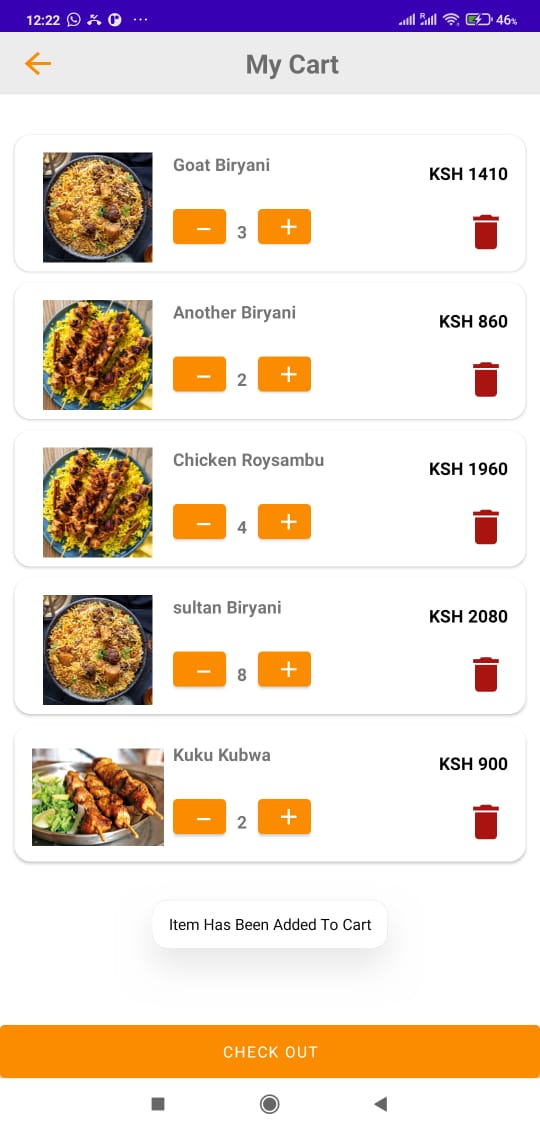 12:22 46%
My Cart
Goat Biryani
KSH 1410
− 3 +
Another Biryani
KSH 860
− 2 +
Chicken Roysambu
KSH 1960
− 4 +
sultan Biryani
KSH 2080
− 8 +
Kuku Kubwa
KSH 900
− 2 +
Item Has Been Added To Cart
CHECK OUT